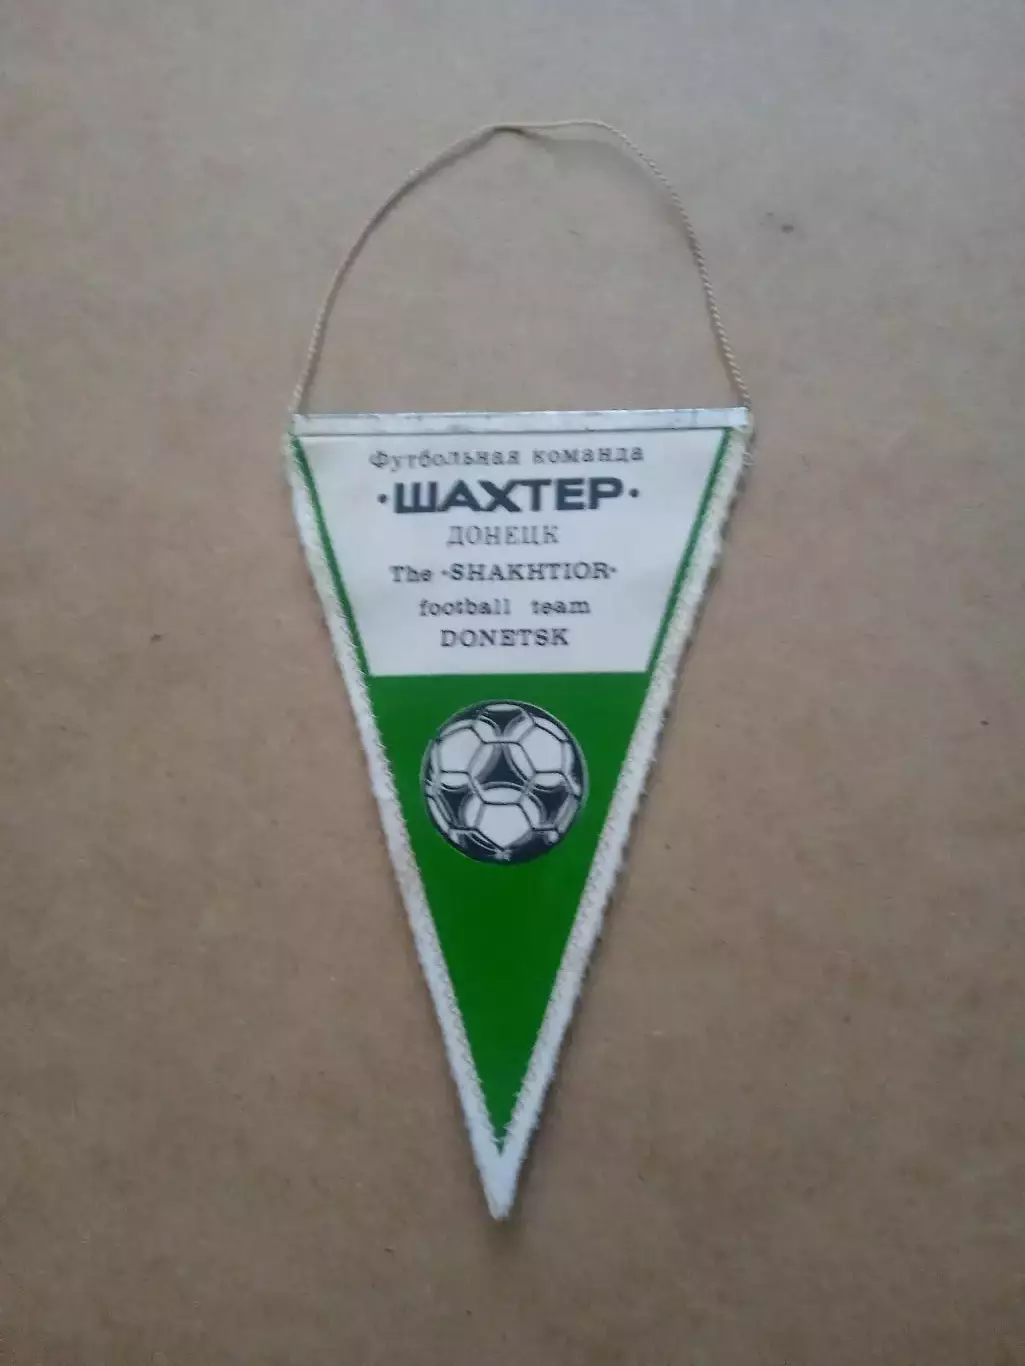 Футбольная команда
•ШАХТЕР•
ДОНЕЦК
The •SHAKHTIOR•
football team
DONETSK